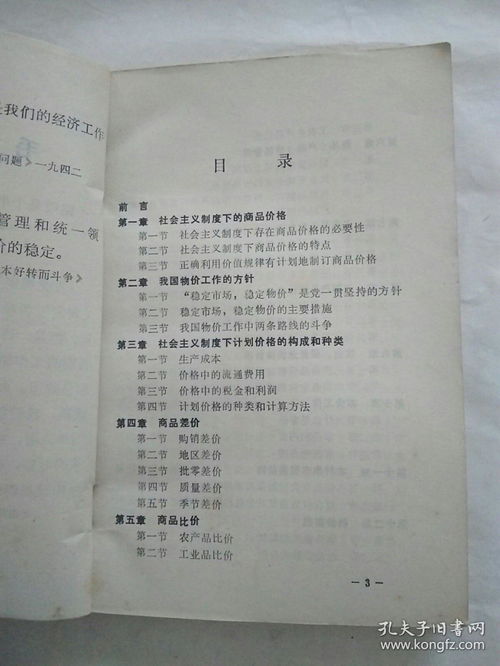 我们的经济工作
问题》一九四二
管理和统一领
价的稳定。
本好转而斗争》
目 录
前 言
第一章 社会主义制度下的商品价格
第一节 社会主义制度下存在商品价格的必要性
第二节 社会主义制度下商品价格的特点
第三节 正确利用价值规律有计划地制订商品价格
第二章 我国物价工作的方针
第一节 “稳定市场，稳定物价”是党一贯坚持的方针
第二节 稳定市场，稳定物价的主要措施
第三节 我国物价工作中两条路线的斗争
第三章 社会主义制度下计划价格的构成和种类
第一节 生产成本
第二节 价格中的流通费用
第三节 价格中的税金和利润
第四节 计划价格的种类和计算方法
第四章 商品差价
第一节 购销差价
第二节 地区差价
第三节 批零差价
第四节 质量差价
第五节 季节差价
第五章 商品比价
第一节 农产品比价
第二节 工业品比价
— 3 —
孔夫子旧书网
www.kongfz.com